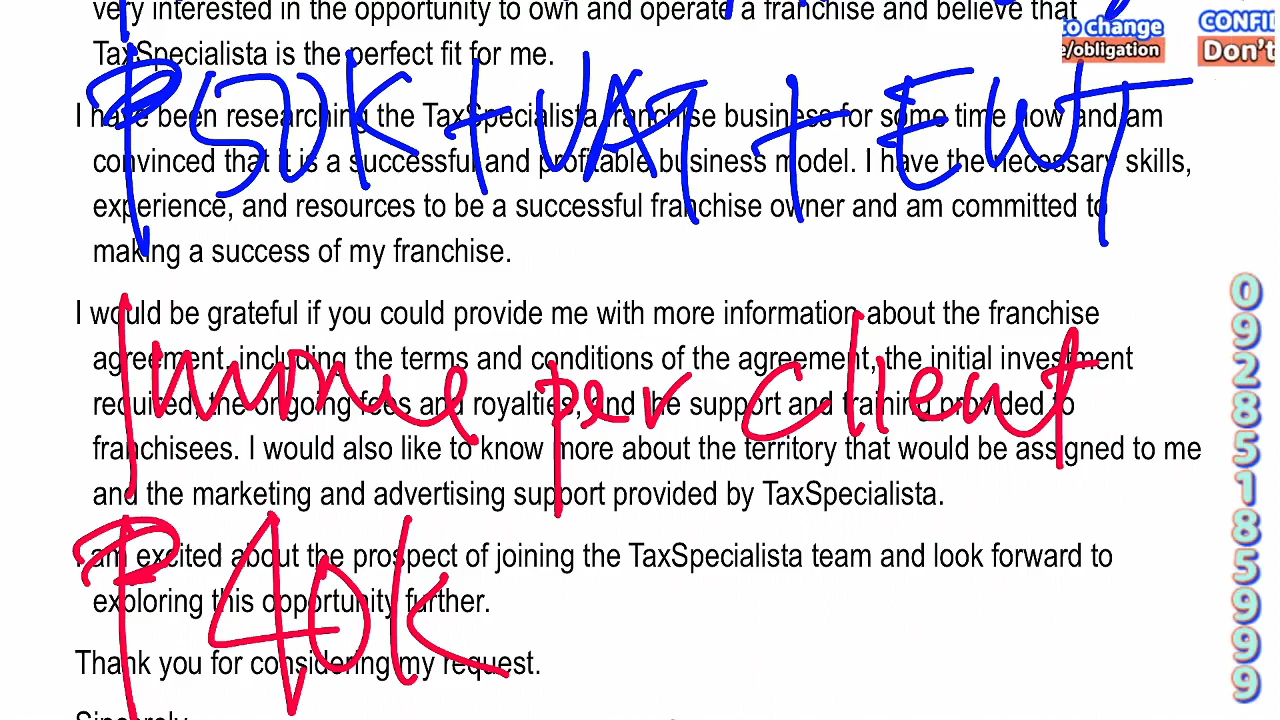 very interested in the opportunity to own and operate a franchise and believe that
TaxSpecialista is the perfect fit for me.
to change
e/obligation
CONFID
Don't
₱50K + VAT + EWT
I have been researching the TaxSpecialista franchise business for some time now and am
convinced that it is a successful and profitable business model. I have the necessary skills,
experience, and resources to be a successful franchise owner and am committed to
making a success of my franchise.
I would be grateful if you could provide me with more information about the franchise
agreement, including the terms and conditions of the agreement, the initial investment
required, the ongoing fees and royalties, and the support and training provided to
franchisees. I would also like to know more about the territory that would be assigned to me
and the marketing and advertising support provided by TaxSpecialista.
Income per client
₱40K
I am excited about the prospect of joining the TaxSpecialista team and look forward to
exploring this opportunity further.
Thank you for considering my request.
Sincerely
09285185999